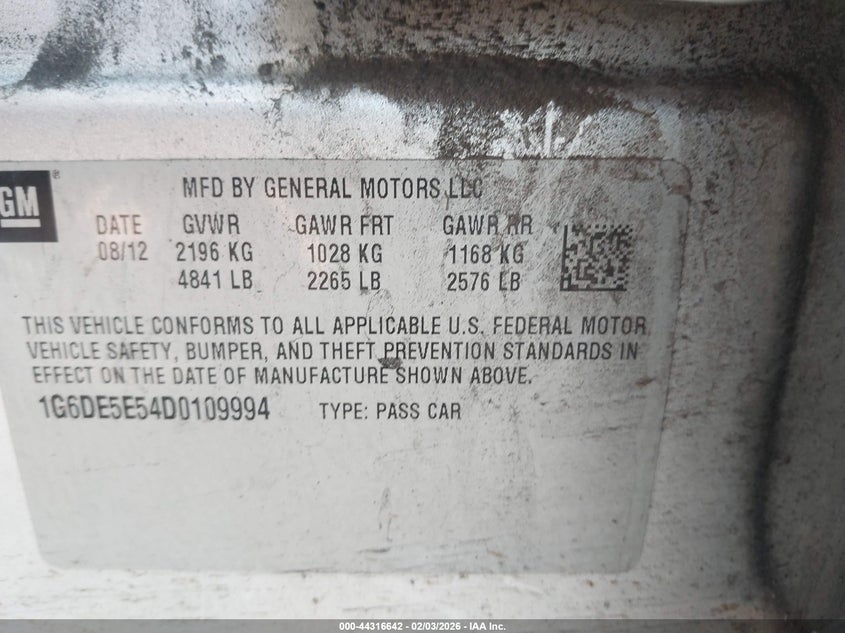 GM®
MFD BY GENERAL MOTORS LLC
DATE GVWR GAWR FRT GAWR RR
08/12 2196 KG 1028 KG 1168 KG
4841 LB 2265 LB 2576 LB
THIS VEHICLE CONFORMS TO ALL APPLICABLE U.S. FEDERAL MOTOR
VEHICLE SAFETY, BUMPER, AND THEFT PREVENTION STANDARDS IN
EFFECT ON THE DATE OF MANUFACTURE SHOWN ABOVE.
1G6DE5E54D0109994 TYPE: PASS CAR
000-44316642 - 02/03/2026 - IAA Inc.